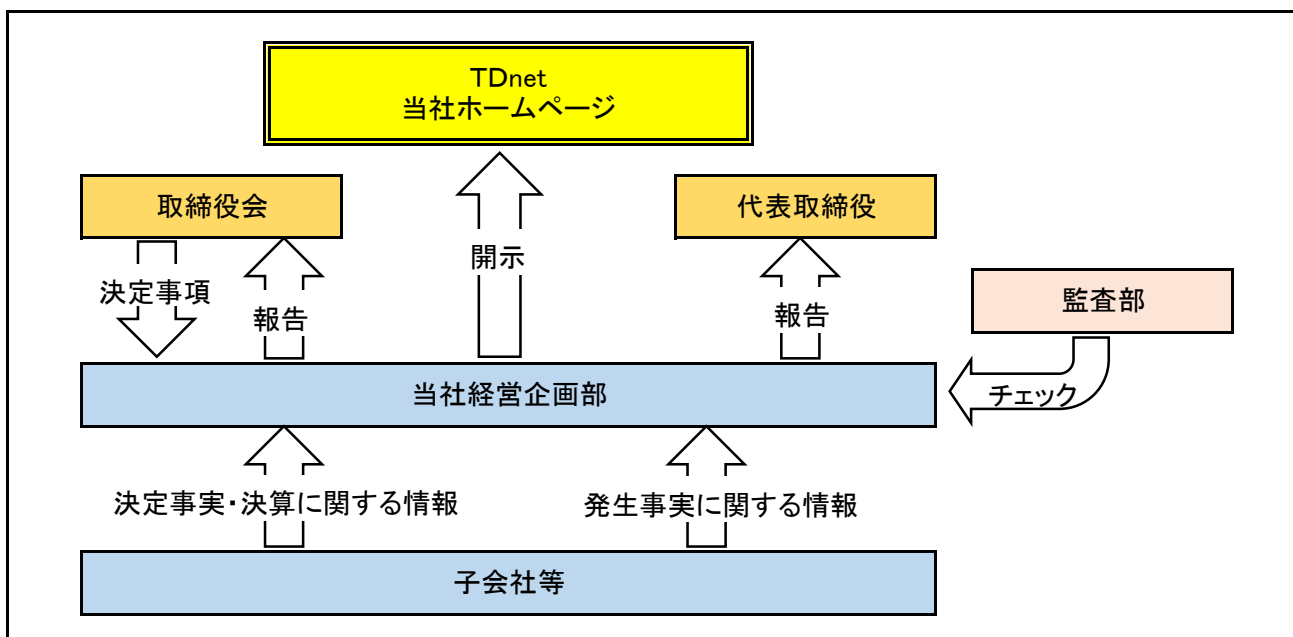 TDnet
当社ホームページ
取締役会
代表取締役
決定事項
報告
開示
報告
監査部
当社経営企画部
チェック
決定事実・決算に関する情報
発生事実に関する情報
子会社等